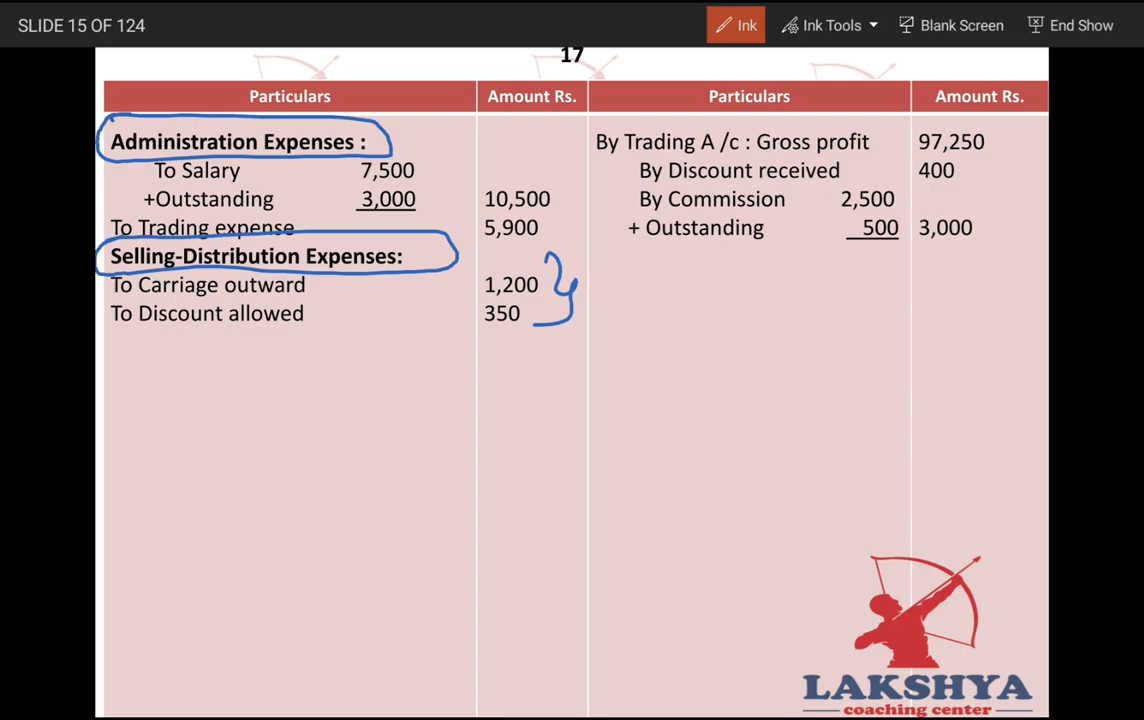 SLIDE 15 OF 124 Ink Ink Tools Blank Screen End Show
17
Particulars Amount Rs. Particulars Amount Rs.
Administration Expenses : By Trading A /c : Gross profit 97,250
To Salary 7,500 By Discount received 400
+Outstanding 3,000 10,500 By Commission 2,500
To Trading expense 5,900 + Outstanding 500 3,000
Selling-Distribution Expenses:
To Carriage outward 1,200
To Discount allowed 350
LAKSHYA
coaching center